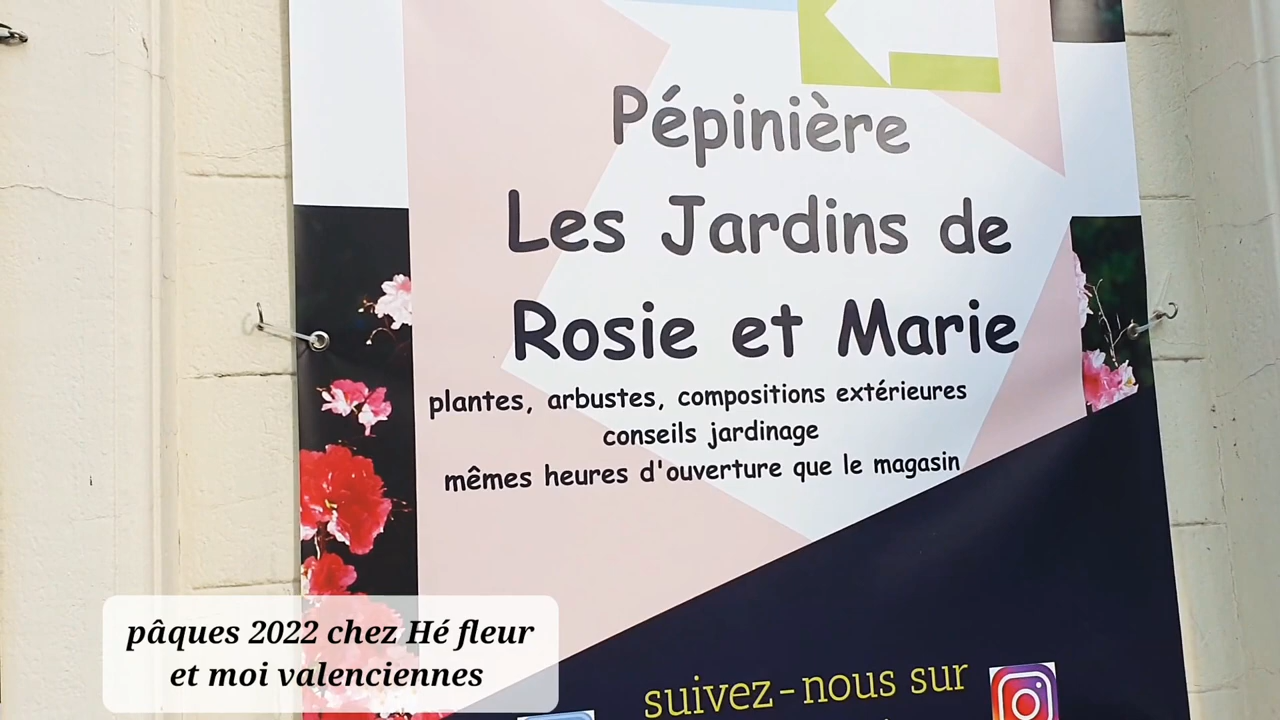 Pépinière
Les Jardins de
Rosie et Marie
plantes, arbustes, compositions extérieures
conseils jardinage
mêmes heures d'ouverture que le magasin
suivez-nous sur
pâques 2022 chez Hé fleur
et moi valenciennes